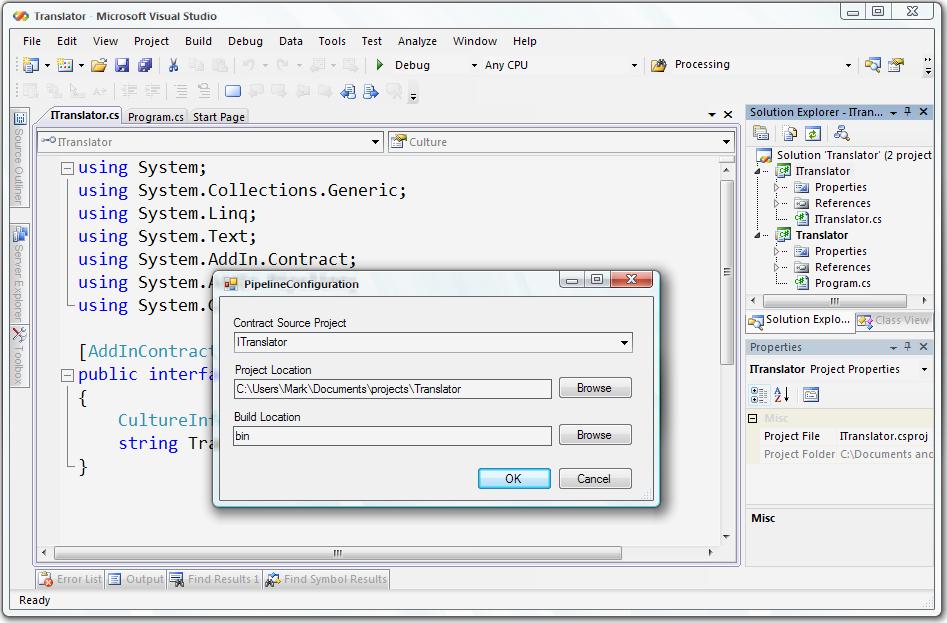 Translator - Microsoft Visual Studio
File Edit View Project Build Debug Data Tools Test Analyze Window Help
Debug Any CPU Processing
ITranslator.cs Program.cs Start Page
ITranslator Culture
using System;
using System.Collections.Generic;
using System.Linq;
using System.Text;
using System.AddIn.Contract;
using System.
using System.
[AddInContract
public interfa
{
CultureInf
string Tra
}
Source Outliner
Server Explorer
Toolbox
PipelineConfiguration
Contract Source Project
ITranslator
Project Location
C:\Users\Mark\Documents\projects\Translator Browse
Build Location
bin Browse
OK Cancel
Solution Explorer - ITran...
Solution 'Translator' (2 project
ITranslator
Properties
References
ITranslator.cs
Translator
Properties
References
Program.cs
Solution Explo... Class View
Properties
ITranslator Project Properties
Misc
Project File ITranslator.csproj
Project Folder C:\Documents and
Misc
Error List Output Find Results 1 Find Symbol Results
Ready